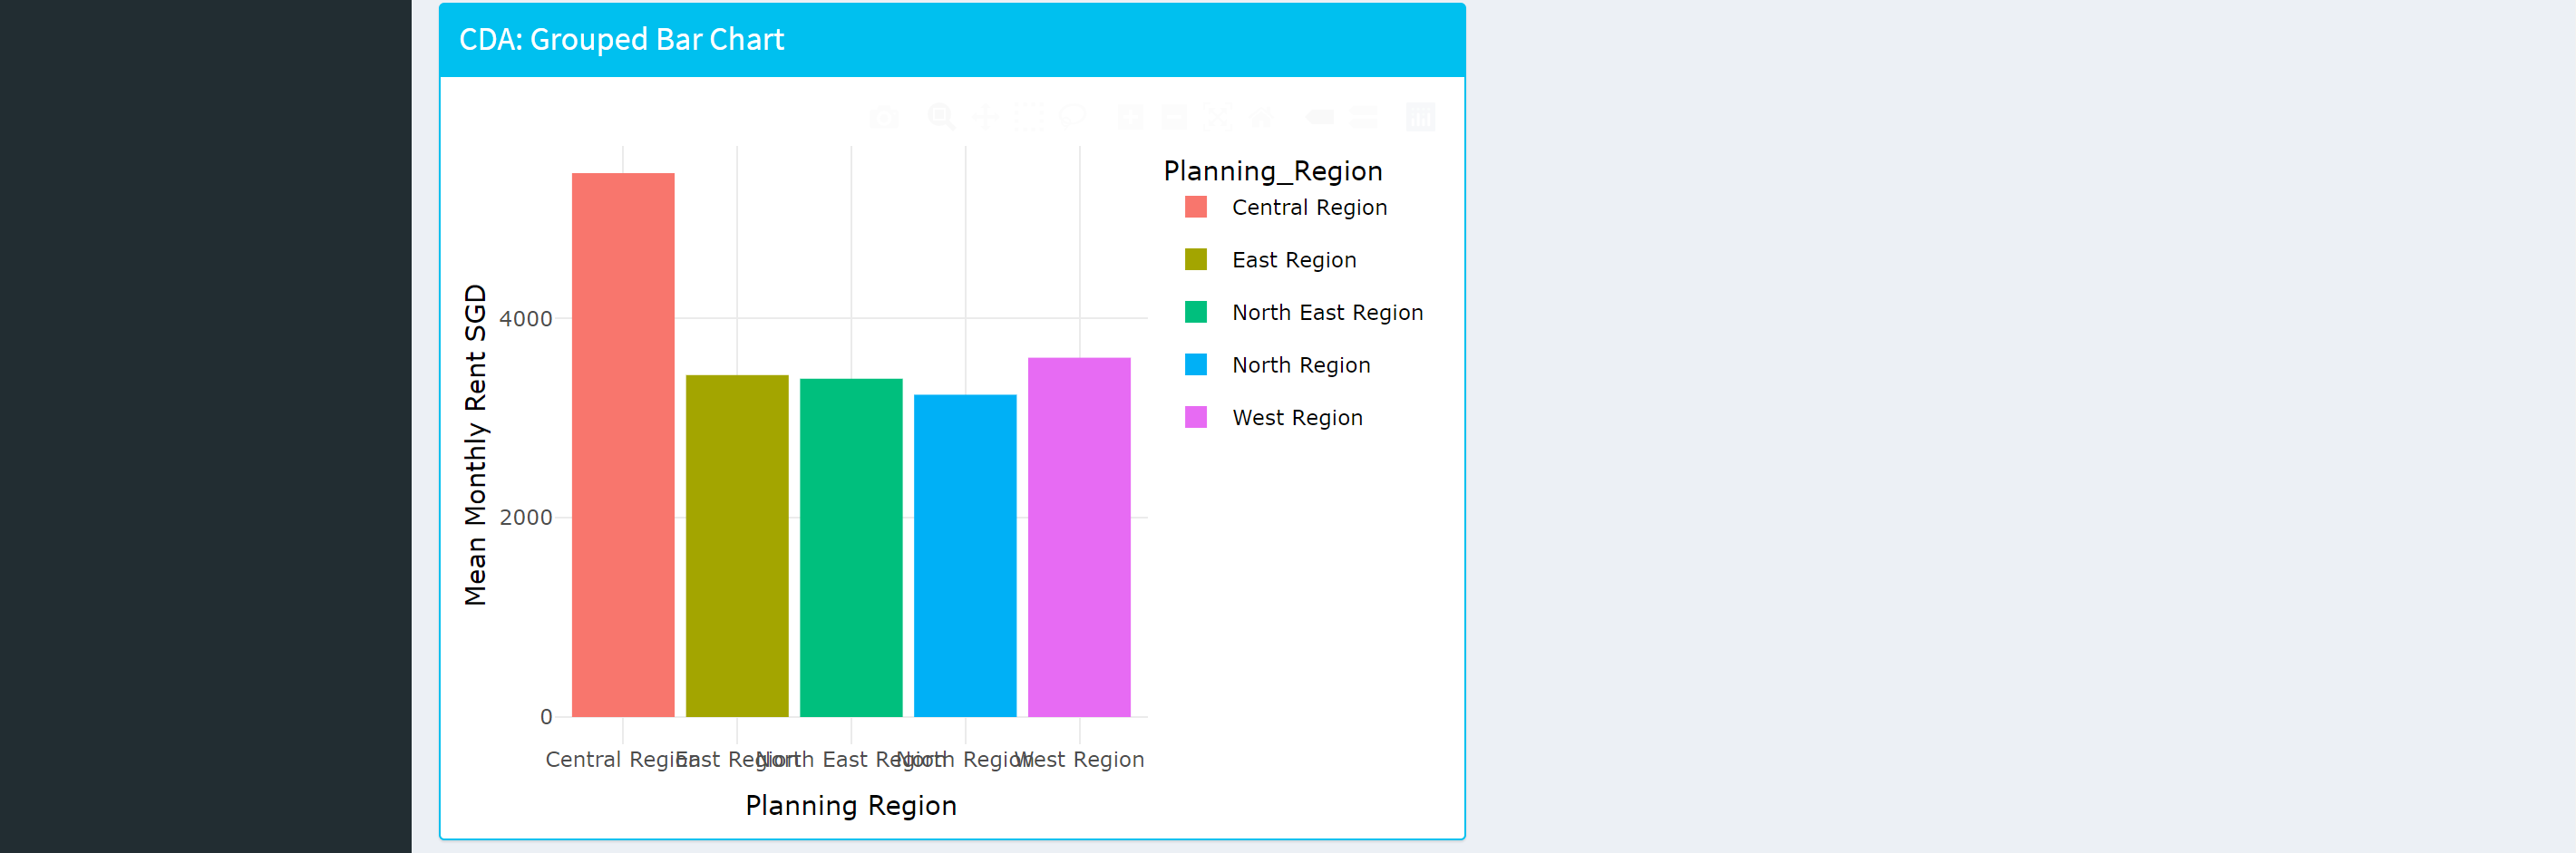 CDA: Grouped Bar Chart
Planning_Region
Central Region
East Region
North East Region
North Region
West Region
Mean Monthly Rent SGD
4000
2000
0
Central Region East Region North East Region North Region West Region
Planning Region